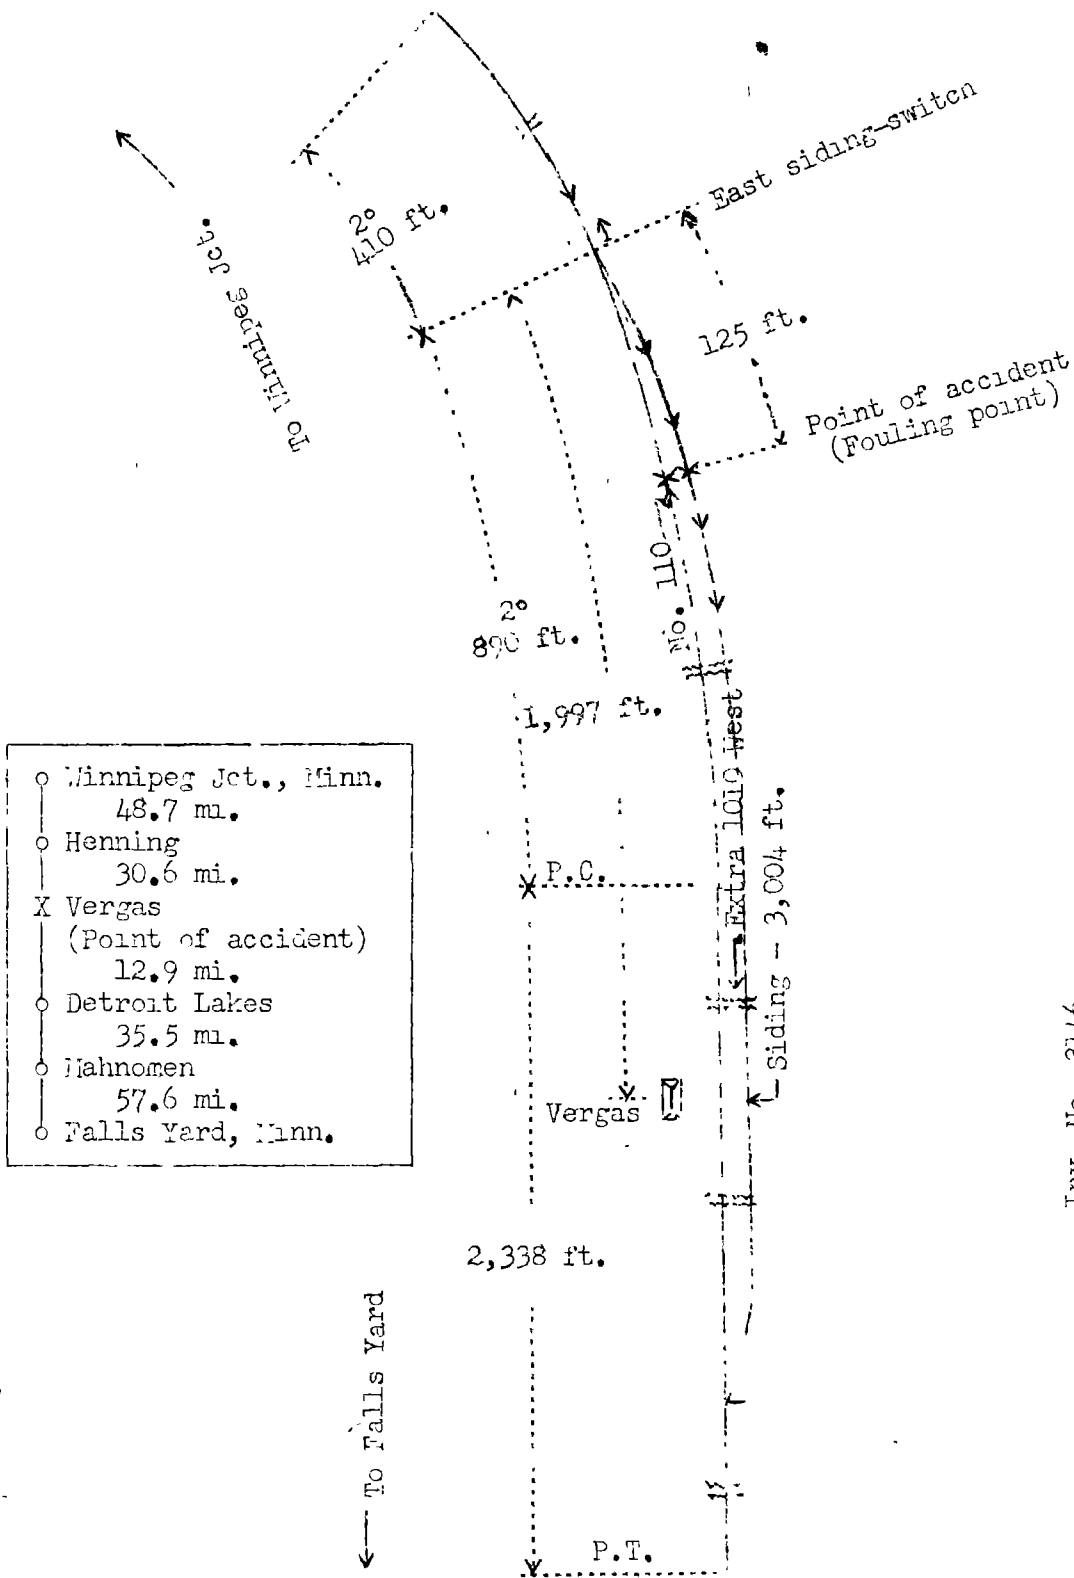 East siding-switch
2°
410 ft.
To Winnipeg Jct.
125 ft.
Point of accident
(Fouling point)
No. 110
2°
890 ft.
1,997 ft.
Extra 1019 West
Siding - 3,004 ft.
Winnipeg Jct., Minn.
48.7 mi.
Henning
30.6 mi.
X Vergas
(Point of accident)
12.9 mi.
Detroit Lakes
35.5 mi.
Mahnomen
57.6 mi.
Falls Yard, Minn.
P.C.
Vergas
2,338 ft.
To Falls Yard
P.T.